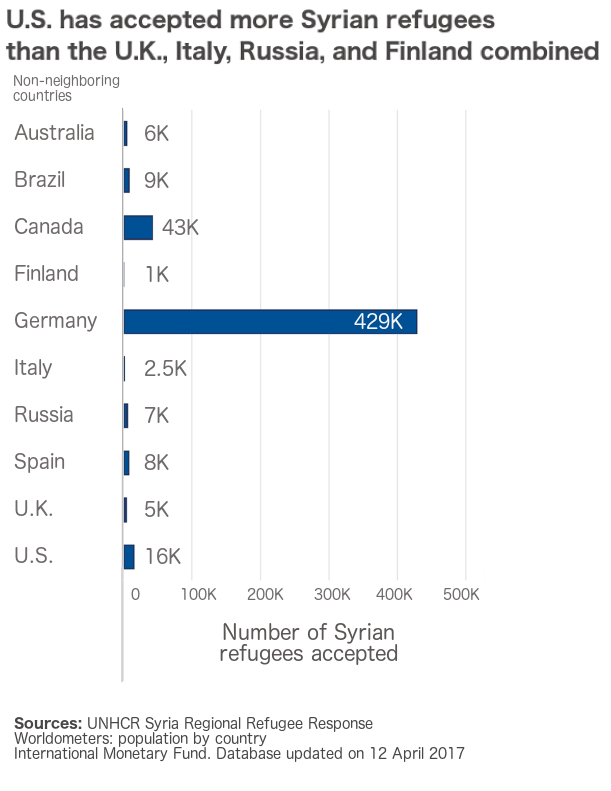 U.S. has accepted more Syrian refugees
than the U.K., Italy, Russia, and Finland combined
Non-neighboring
countries
Australia 6K
Brazil 9K
Canada 43K
Finland 1K
Germany 429K
Italy 2.5K
Russia 7K
Spain 8K
U.K. 5K
U.S. 16K
0 100K 200K 300K 400K 500K
Number of Syrian
refugees accepted
Sources: UNHCR Syria Regional Refugee Response
Worldometers: population by country
International Monetary Fund. Database updated on 12 April 2017